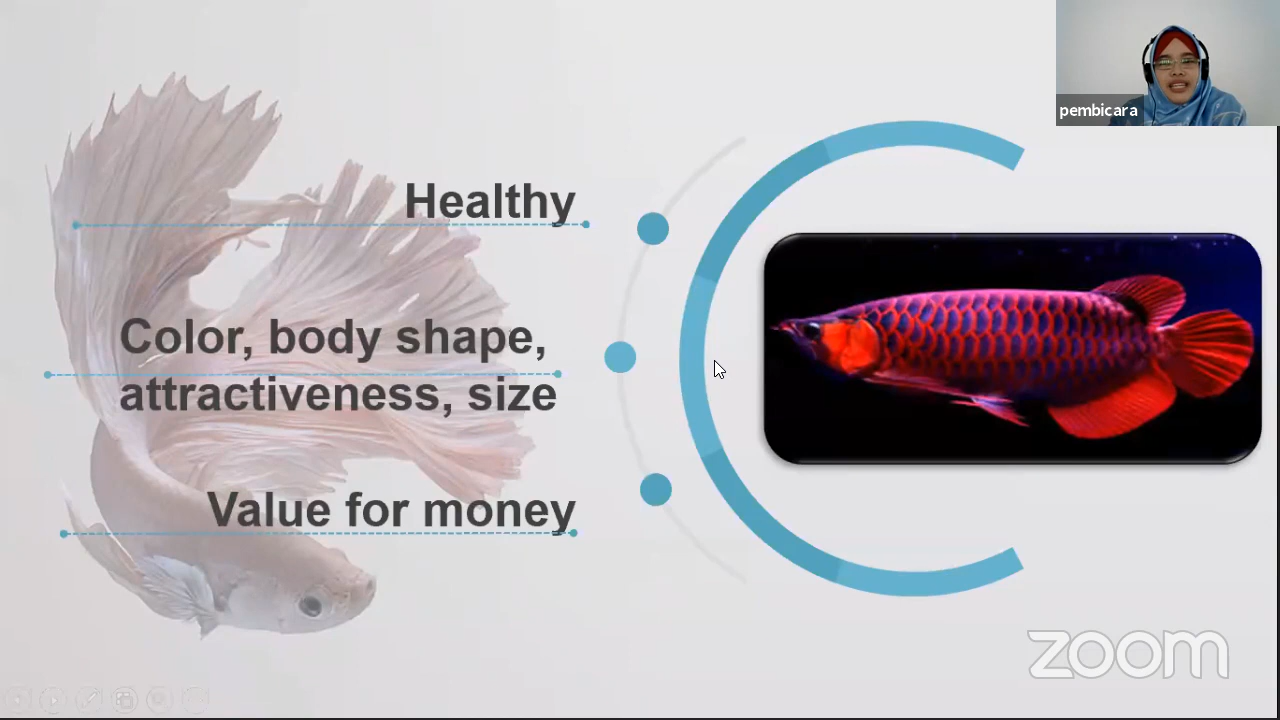 pembicara
Healthy
Color, body shape,
attractiveness, size
Value for money
zoom